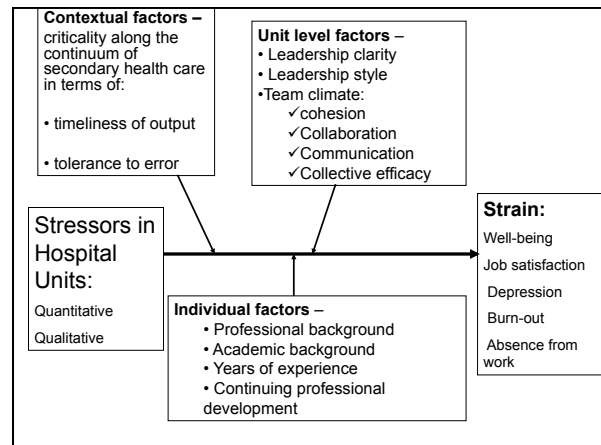 Contextual factors –
criticality along the
continuum of
secondary health care
in terms of:
• timeliness of output
• tolerance to error
Unit level factors –
• Leadership clarity
• Leadership style
•Team climate:
✓cohesion
✓Collaboration
✓Communication
✓Collective efficacy
Stressors in
Hospital
Units:
Quantitative
Qualitative
Individual factors –
• Professional background
• Academic background
• Years of experience
• Continuing professional
development
Strain:
Well-being
Job satisfaction
Depression
Burn-out
Absence from
work